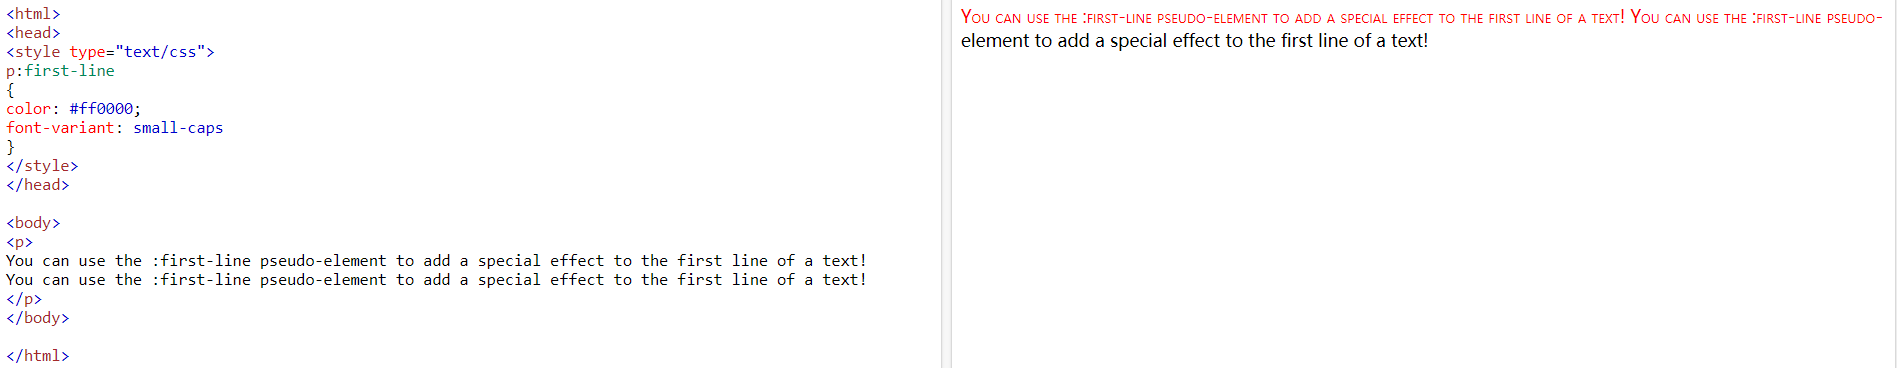 <html>
<head>
<style type="text/css">
p:first-line
{
color: #ff0000;
font-variant: small-caps
}
</style>
</head>
<body>
<p>
You can use the :first-line pseudo-element to add a special effect to the first line of a text!
You can use the :first-line pseudo-element to add a special effect to the first line of a text!
</p>
</body>
</html>
You can use the :first-line pseudo-element to add a special effect to the first line of a text! You can use the :first-line pseudo-
element to add a special effect to the first line of a text!